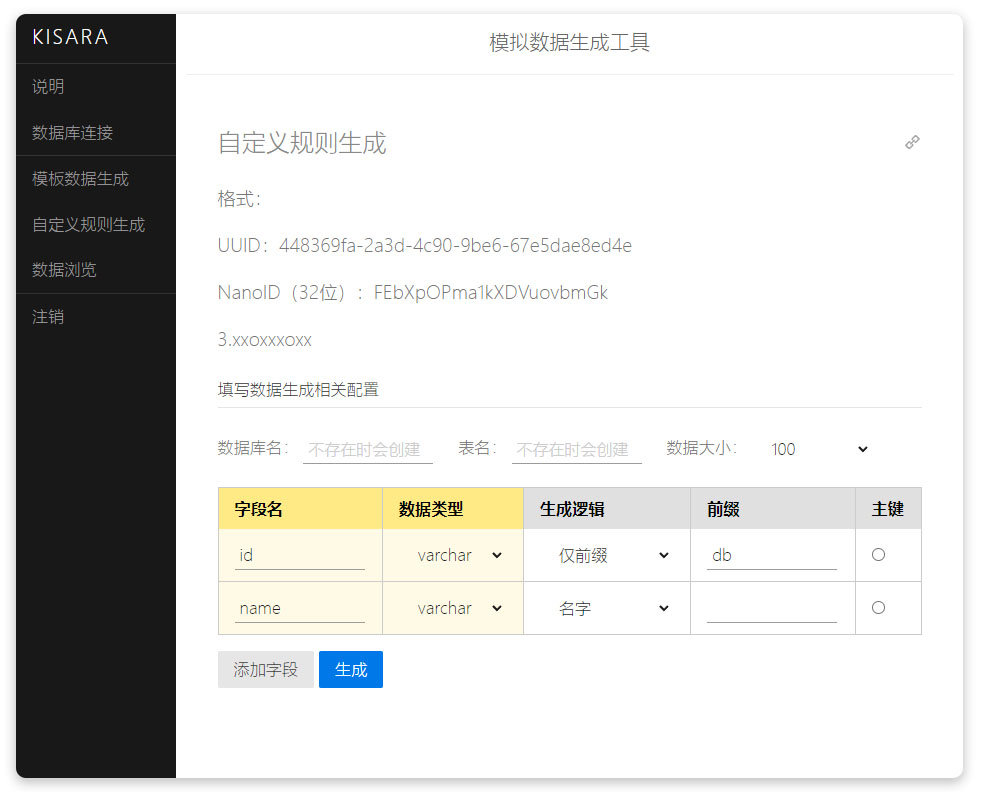 KISARA
说明
数据库连接
模板数据生成
自定义规则生成
数据浏览
注销
模拟数据生成工具
自定义规则生成
格式：
UUID：448369fa-2a3d-4c90-9be6-67e5dae8ed4e
NanoID（32位）：FEbXpOPma1kXDVuovbmGk
3.xxoxxxoxx
填写数据生成相关配置
数据库名： 不存在时会创建 表名： 不存在时会创建 数据大小： 100
字段名 数据类型 生成逻辑 前缀 主键
id varchar 仅前缀 db
name varchar 名字
添加字段 生成